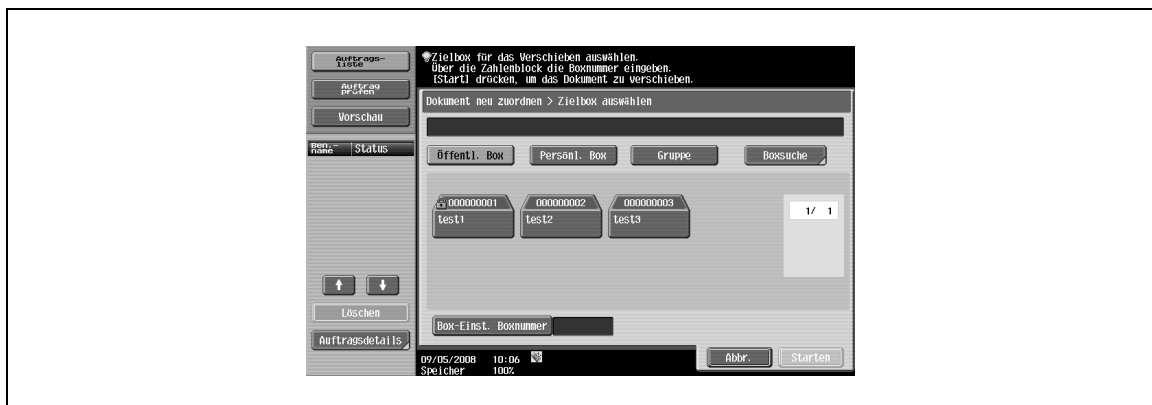 Auftrags-
liste
Auftrag
prüfen
Vorschau
Ben.-
name Status
Löschen
Auftragsdetails
Zielbox für das Verschieben auswählen.
Über die Zahlenblock die Boxnummer eingeben.
[Start] drücken, um das Dokument zu verschieben.
Dokument neu zuordnen > Zielbox auswählen
Öffentl. Box Persönl. Box Gruppe Boxsuche
000000001 000000002 000000003
test1 test2 test3
1/ 1
Box-Einst. Boxnummer
Abbr. Starten
09/05/2008 10:06
Speicher 100%